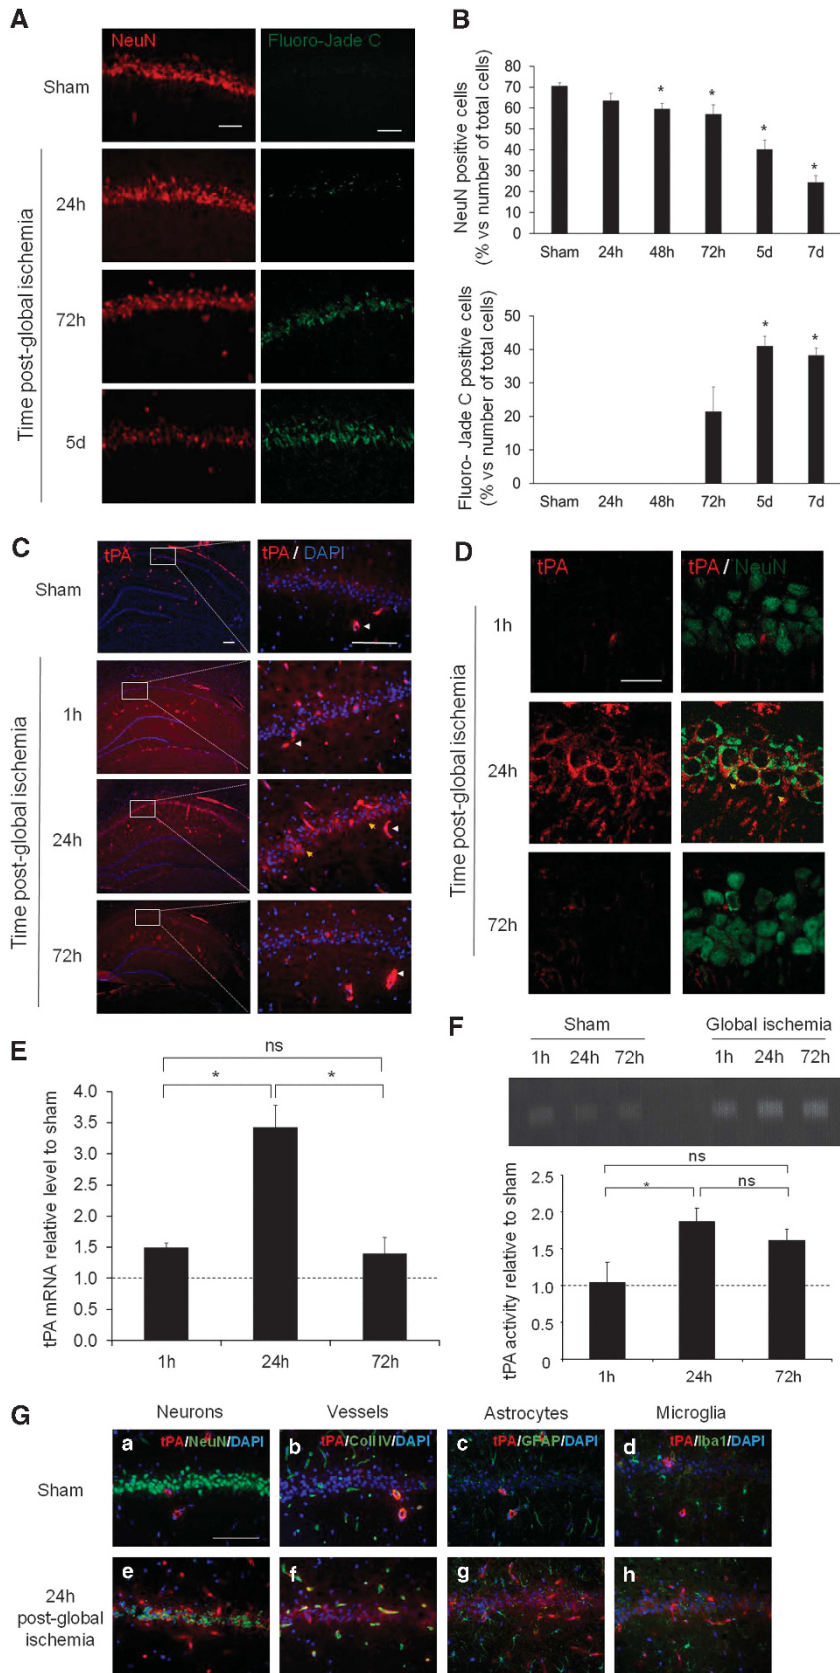 A
NeuN
Fluoro-Jade C
Sham
24h
72h
5d
Time post-global ischemia
B
NeuN positive cells
(% vs number of total cells)
80
70
60
50
40
30
20
10
0
* * * *
Sham 24h 48h 72h 5d 7d
Fluoro- Jade C positive cells
(% vs number of total cells)
50
40
30
20
10
0
* *
Sham 24h 48h 72h 5d 7d
C
tPA
tPA / DAPI
Sham
1h
24h
72h
Time post-global ischemia
D
tPA
tPA / NeuN
1h
24h
72h
Time post-global ischemia
E
ns
* *
tPA mRNA relative level to sham
4.0
3.5
3.0
2.5
2.0
1.5
1.0
0.5
0.0
1h 24h 72h
F
Sham Global ischemia
1h 24h 72h 1h 24h 72h
ns
* ns
tPA activity relative to sham
2.5
2.0
1.5
1.0
0.5
0
1h 24h 72h
G
Neurons Vessels Astrocytes Microglia
a tPA/NeuN/DAPI
b tPA/Coll IV/DAPI
c tPA/GFAP/DAPI
d tPA/Iba1/DAPI
Sham
e f g h
24h
post-global
ischemia